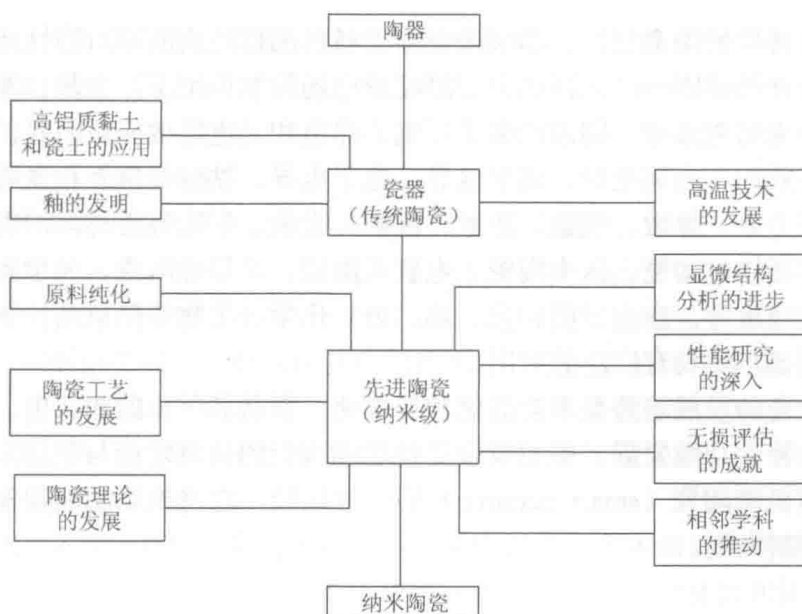 陶器
高铝质黏土
和瓷土的应用
釉的发明
瓷器
(传统陶瓷)
高温技术
的发展
原料纯化
陶瓷工艺
的发展
陶瓷理论
的发展
先进陶瓷
(纳米级)
显微结构
分析的进步
性能研究
的深入
无损评估
的成就
相邻学科
的推动
纳米陶瓷